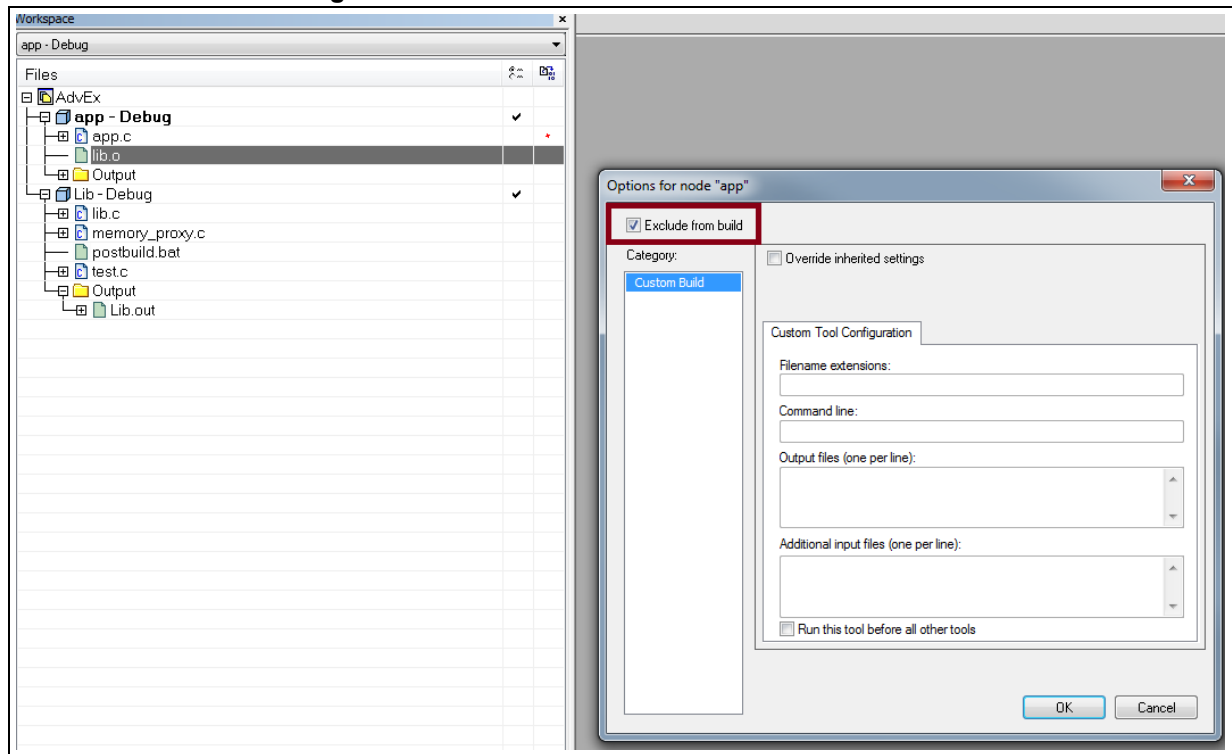 Workspace
x
app - Debug
Files
AdvEx
app - Debug
app.c
lib.o
Output
Lib - Debug
lib.c
memory_proxy.c
postbuild.bat
test.c
Output
Lib.out
Options for node "app"
Exclude from build
Category:
Override inherited settings
Custom Build
Custom Tool Configuration
Filename extensions:
Command line:
Output files (one per line):
Additional input files (one per line):
Run this tool before all other tools
OK
Cancel